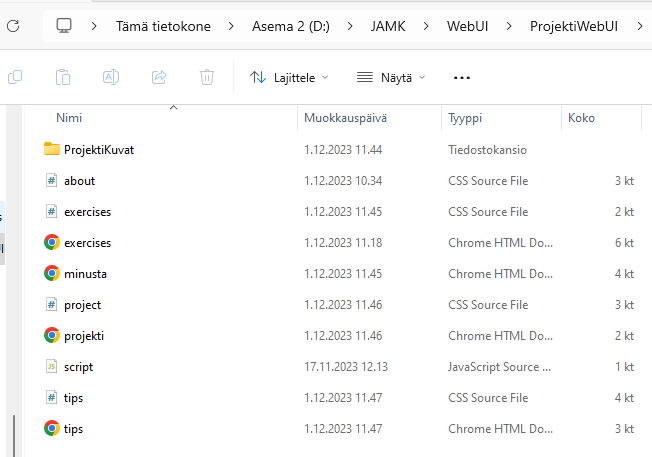 Tämä tietokone > Asema 2 (D:) > JAMK > WebUI > ProjektiWebUI >
Lajittele Näytä ...
Nimi Muokkauspäivä Tyyppi Koko
ProjektiKuvat 1.12.2023 11.44 Tiedostokansio
about 1.12.2023 10.34 CSS Source File 3 kt
exercises 1.12.2023 11.45 CSS Source File 2 kt
exercises 1.12.2023 11.18 Chrome HTML Do... 6 kt
minusta 1.12.2023 11.45 Chrome HTML Do... 4 kt
project 1.12.2023 11.46 CSS Source File 3 kt
projekti 1.12.2023 11.46 Chrome HTML Do... 2 kt
script 17.11.2023 12.13 JavaScript Source ... 1 kt
tips 1.12.2023 11.47 CSS Source File 4 kt
tips 1.12.2023 11.47 Chrome HTML Do... 3 kt